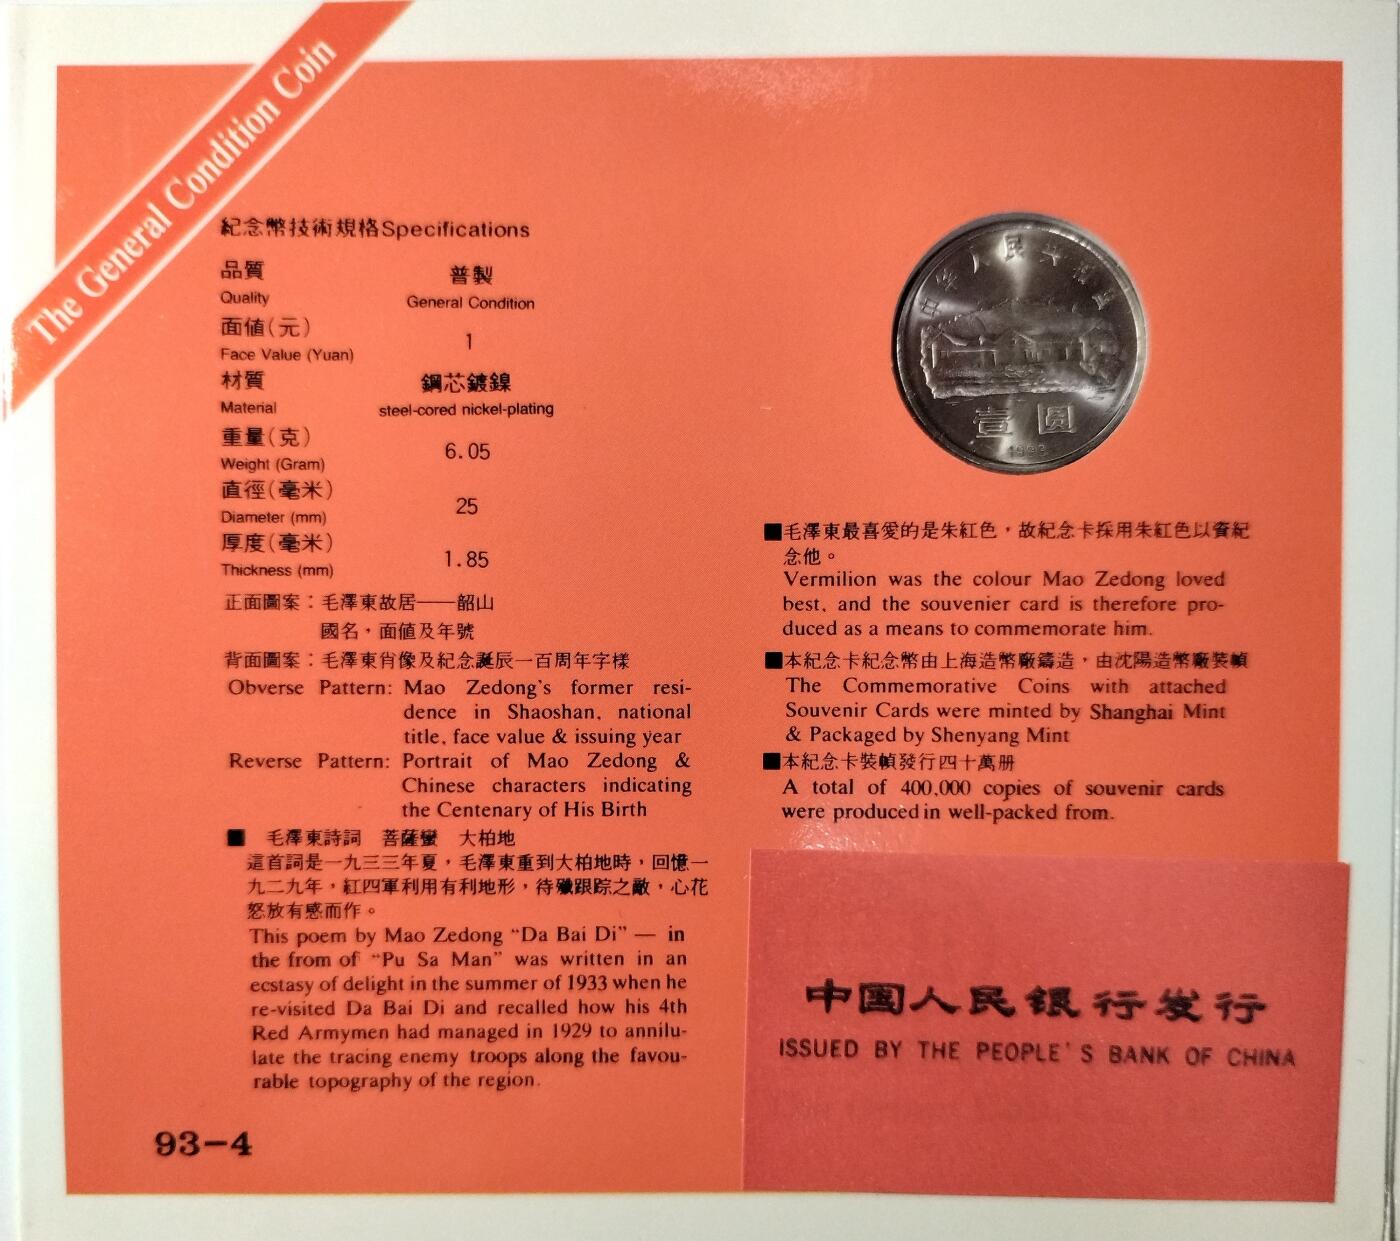 The General Condition Coin
紀念幣技術規格Specifications
品質 普製
Quality General Condition
面値(元) 1
Face Value (Yuan)
材質 鋼芯鍍鎳
Material steel-cored nickel-plating
重量(克) 6.05
Weight (Gram)
直徑(毫米) 25
Diameter (mm)
厚度(毫米) 1.85
Thickness (mm)
正面圖案：毛澤東故居——韶山
國名，面値及年號
背面圖案：毛澤東肖像及紀念誕辰一百周年字樣
Obverse Pattern: Mao Zedong's former resi-
dence in Shaoshan, national
title, face value & issuing year
Reverse Pattern: Portrait of Mao Zedong &
Chinese characters indicating
the Centenary of His Birth
■ 毛澤東詩詞 菩薩蠻 大柏地
這首詞是一九三三年夏，毛澤東重到大柏地時，回憶一
九二九年，紅四軍利用有利地形，待殲跟踪之敵，心花
怒放有感而作。
This poem by Mao Zedong "Da Bai Di" — in
the from of "Pu Sa Man" was written in an
ecstasy of delight in the summer of 1933 when he
re-visited Da Bai Di and recalled how his 4th
Red Armymen had managed in 1929 to annilu-
late the tracing enemy troops along the favou-
rable topography of the region.
93-4
中华人民共和国
壹圆
1993
■毛澤東最喜愛的是朱紅色，故紀念卡採用朱紅色以資紀
念他。
Vermilion was the colour Mao Zedong loved
best, and the souvenier card is therefore pro-
duced as a means to commemorate him.
■本紀念卡紀念幣由上海造幣廠鑄造，由沈陽造幣廠裝幀
The Commemorative Coins with attached
Souvenir Cards were minted by Shanghai Mint
& Packaged by Shenyang Mint
■本紀念卡裝幀發行四十萬册
A total of 400,000 copies of souvenir cards
were produced in well-packed from.
中国人民银行发行
ISSUED BY THE PEOPLE'S BANK OF CHINA